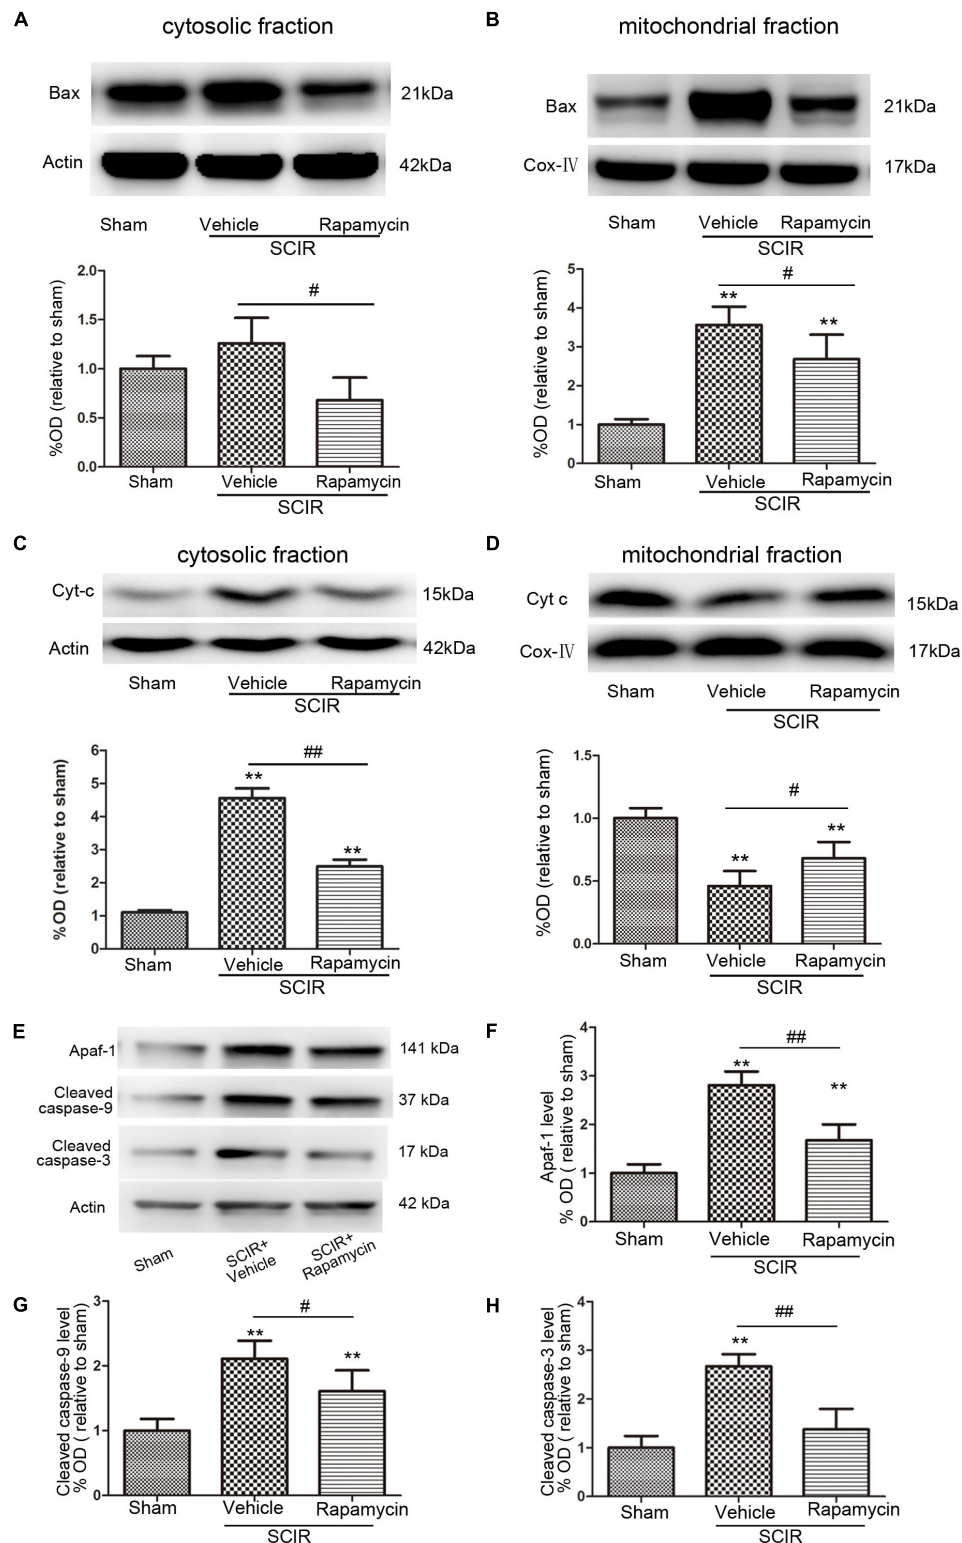 A
cytosolic fraction
Bax
21kDa
Actin
42kDa
Sham
Vehicle
Rapamycin
SCIR
%OD (relative to sham)
2.0
1.5
1.0
0.5
0.0
#
Sham
Vehicle
Rapamycin
SCIR
B
mitochondrial fraction
Bax
21kDa
Cox-Ⅳ
17kDa
Sham
Vehicle
Rapamycin
SCIR
%OD (relative to sham)
5
4
3
2
1
0
#
**
**
Sham
Vehicle
Rapamycin
SCIR
C
cytosolic fraction
Cyt-c
15kDa
Actin
42kDa
Sham
Vehicle
Rapamycin
SCIR
%OD (relative to sham)
6
5
4
3
2
1
0
##
**
**
Sham
Vehicle
Rapamycin
SCIR
D
mitochondrial fraction
Cyt c
15kDa
Cox-Ⅳ
17kDa
Sham
Vehicle
Rapamycin
SCIR
%OD (relative to sham)
1.5
1.0
0.5
0.0
#
**
**
Sham
Vehicle
Rapamycin
SCIR
E
Apaf-1
141 kDa
Cleaved
caspase-9
37 kDa
Cleaved
caspase-3
17 kDa
Actin
42 kDa
Sham
SCIR+
Vehicle
SCIR+
Rapamycin
F
Apaf-1 level
% OD ( relative to sham)
4
3
2
1
0
##
**
**
Sham
Vehicle
Rapamycin
SCIR
G
Cleaved caspase-9 level
% OD ( relative to sham)
3
2
1
0
#
**
**
Sham
Vehicle
Rapamycin
SCIR
H
Cleaved caspase-3 level
% OD ( relative to sham)
4
3
2
1
0
##
**
Sham
Vehicle
Rapamycin
SCIR